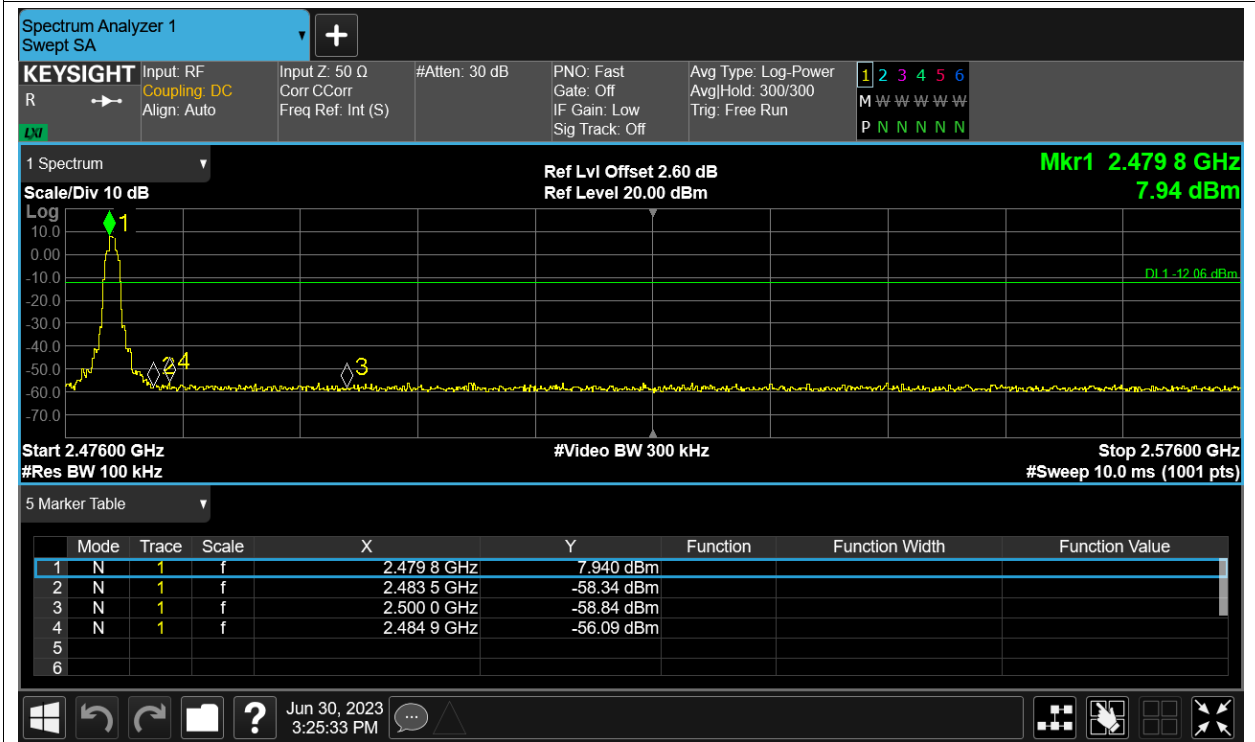 Spectrum Analyzer 1
Swept SA
+
KEYSIGHT Input: RF Input Z: 50 Ω #Atten: 30 dB PNO: Fast Avg Type: Log-Power 1 2 3 4 5 6
R Coupling: DC Corr CCorr Gate: Off Avg|Hold: 300/300 M W W W W W W
Align: Auto Freq Ref: Int (S) IF Gain: Low Trig: Free Run
LXI Sig Track: Off P N N N N N N
1 Spectrum Ref Lvl Offset 2.60 dB Mkr1 2.479 8 GHz
Scale/Div 10 dB Ref Level 20.00 dBm 7.94 dBm
Log
1
10.0
0.00
-10.0 DL1 -12.06 dBm
-20.0
-30.0
-40.0
2 4 3
-50.0
-60.0
-70.0
Start 2.47600 GHz #Video BW 300 kHz Stop 2.57600 GHz
#Res BW 100 kHz #Sweep 10.0 ms (1001 pts)
5 Marker Table
Mode Trace Scale X Y Function Function Width Function Value
1 N 1 f 2.479 8 GHz 7.940 dBm
2 N 1 f 2.483 5 GHz -58.34 dBm
3 N 1 f 2.500 0 GHz -58.84 dBm
4 N 1 f 2.484 9 GHz -56.09 dBm
5
6
? Jun 30, 2023
3:25:33 PM